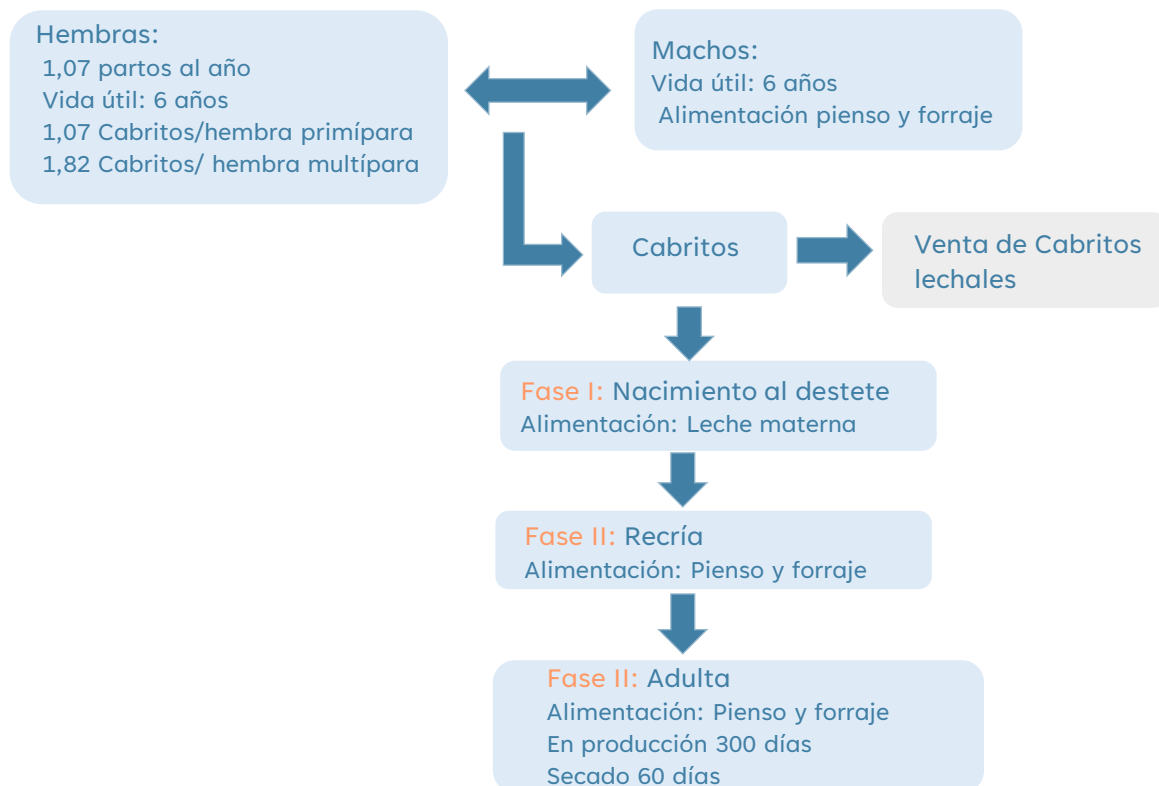 Hembras:
1,07 partos al año
Vida útil: 6 años
1,07 Cabritos/hembra primípara
1,82 Cabritos/ hembra multípara
Machos:
Vida útil: 6 años
Alimentación pienso y forraje
Cabritos
Venta de Cabritos
lechales
Fase I: Nacimiento al destete
Alimentación: Leche materna
Fase II: Recría
Alimentación: Pienso y forraje
Fase II: Adulta
Alimentación: Pienso y forraje
En producción 300 días
Secado 60 días